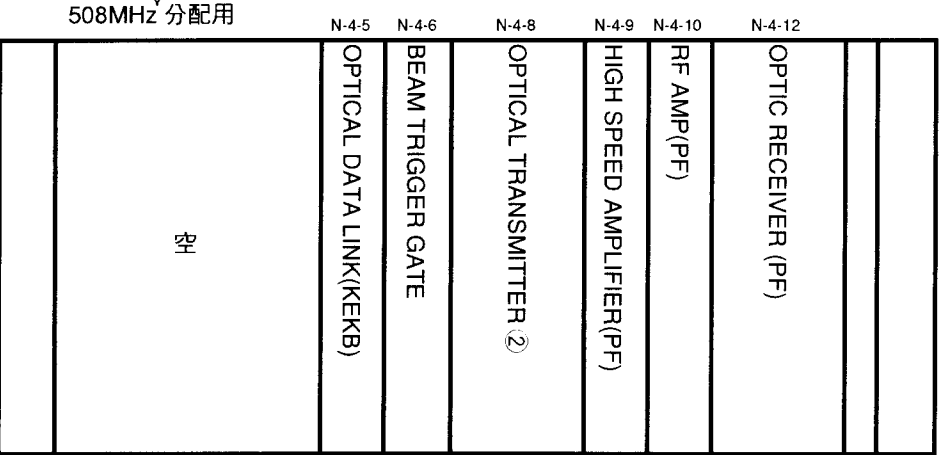 508MHz 分配用
N-4-5
N-4-6
N-4-8
N-4-9
N-4-10
N-4-12
空
OPTICAL DATA LINK(KEKB)
BEAM TRIGGER GATE
OPTICAL TRANSMITTER ②
HIGH SPEED AMPLIFIER(PF)
RF AMP(PF)
OPTIC RECEIVER (PF)